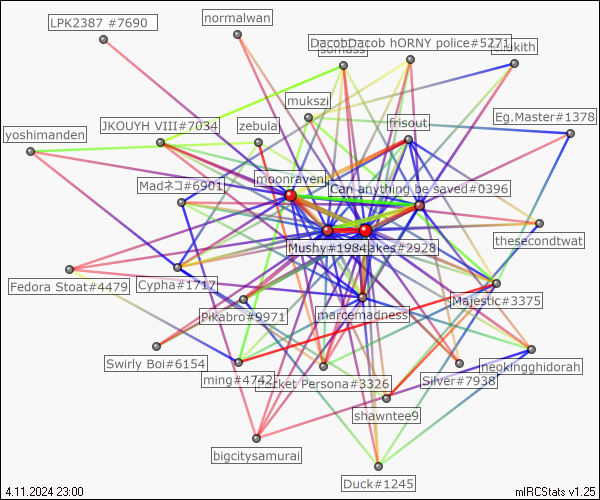 LPK2387 #7690
normalwan
DacobDacob hORNY police#5271
mukszi
Eg.Master#1378
frisout
JKOUYH VIII#7034
zebula
yoshimanden
moonraven
Madネコ#6901
Can anything be saved#0396
thesecondtwat
Mushy#1984
akes#2928
Fedora Stoat#4479
Cypha#1717
Majestic#3375
Pikabro#9971
marcemadness
Swirly Boi#6154
neokingghidorah
ming#4742
rket Persona#3326
Silver#7938
shawntee9
bigcitysamurai
Duck#1245
4.11.2024 23:00
mIRCStats v1.25